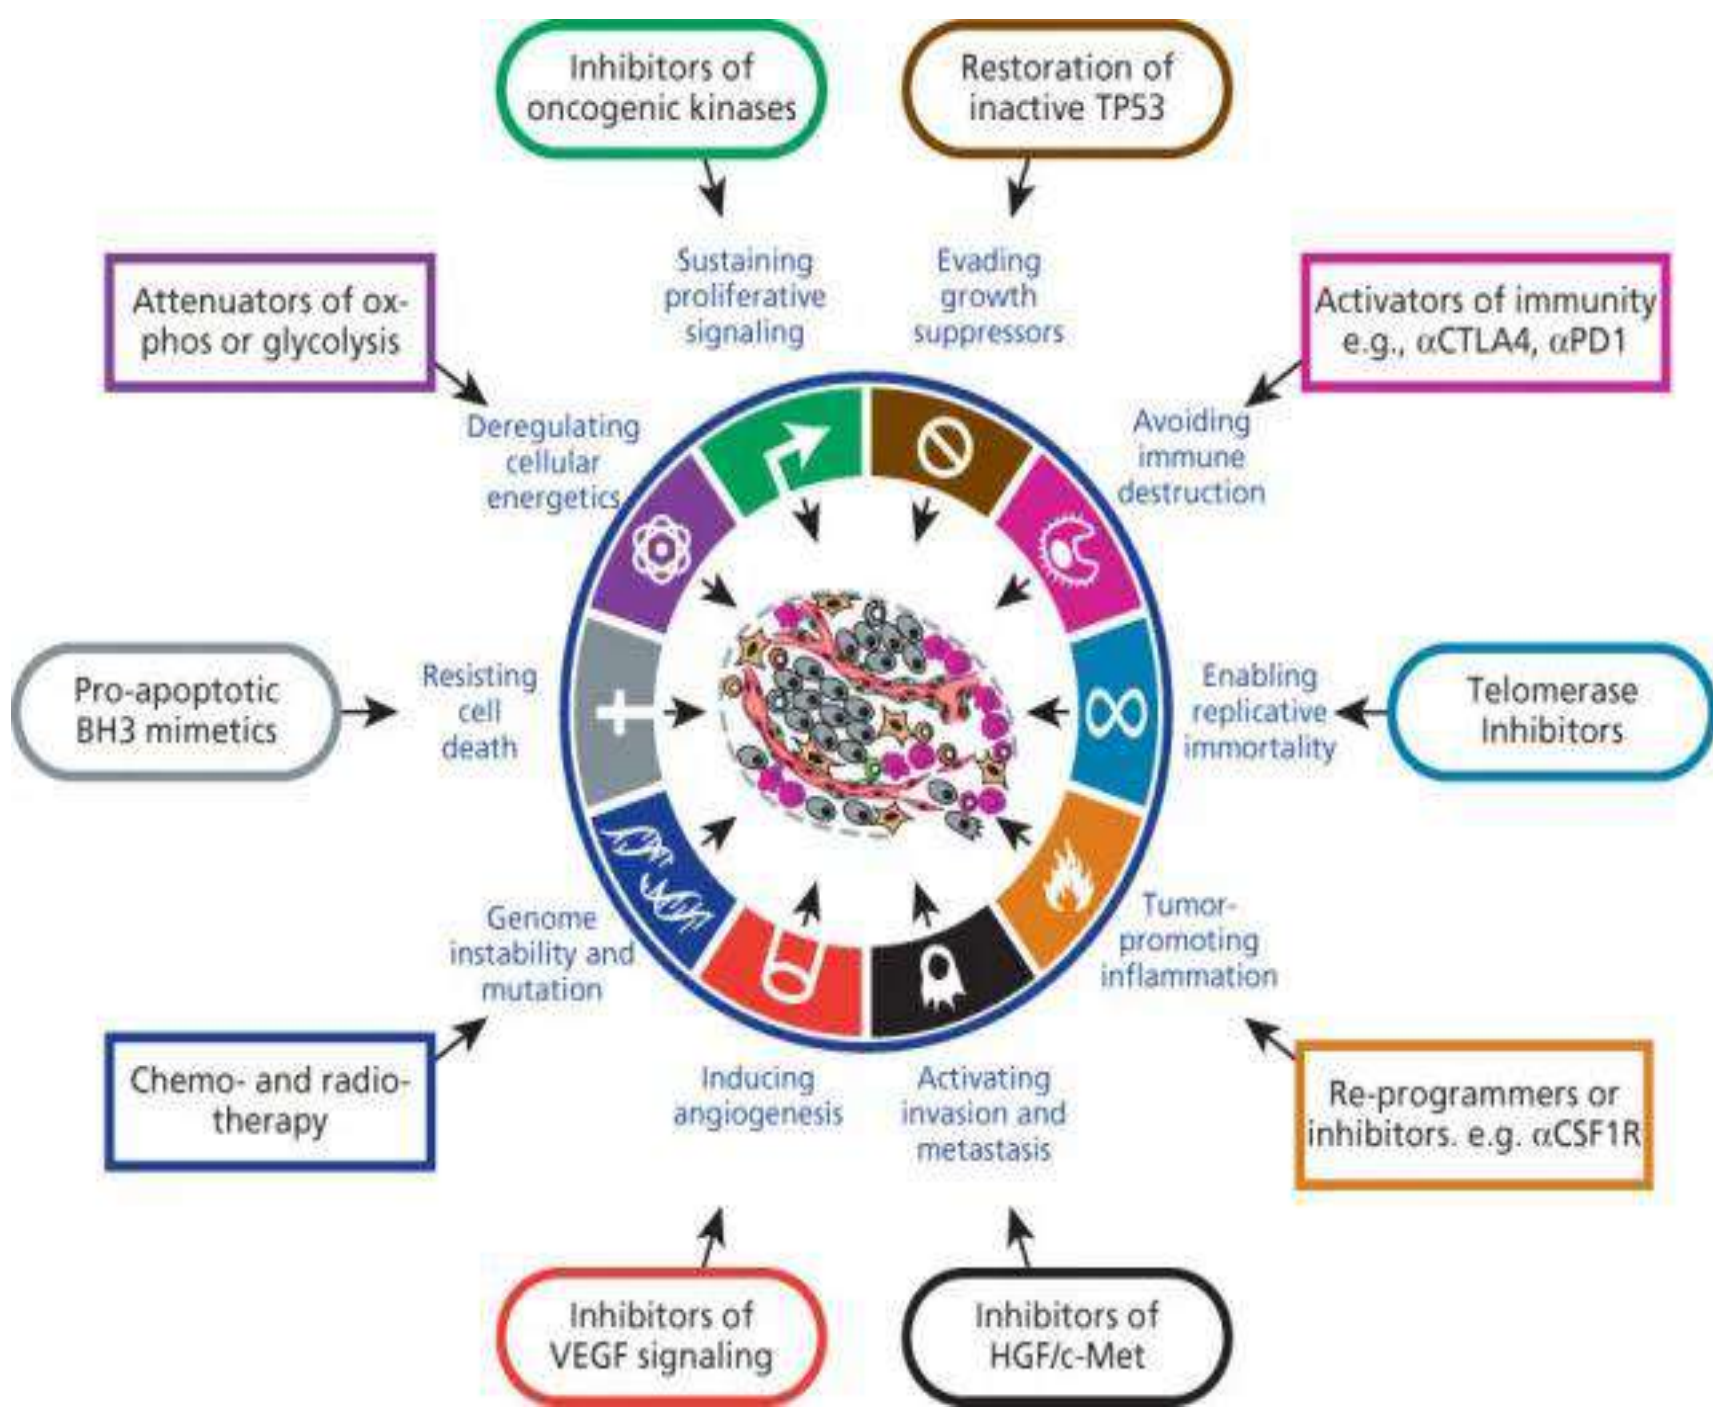 Inhibitors of
oncogenic kinases
Restoration of
inactive TP53
Sustaining
proliferative
signaling
Evading
growth
suppressors
Attenuators of ox-
phos or glycolysis
Activators of immunity
e.g., αCTLA4, αPD1
Deregulating
cellular
energetics
Avoiding
immune
destruction
Pro-apoptotic
BH3 mimetics
Resisting
cell
death
Enabling
replicative
immortality
Telomerase
Inhibitors
Genome
instability and
mutation
Tumor-
promoting
inflammation
Chemo- and radio-
therapy
Inducing
angiogenesis
Activating
invasion and
metastasis
Re-programmers or
inhibitors. e.g. αCSF1R
Inhibitors of
VEGF signaling
Inhibitors of
HGF/c-Met